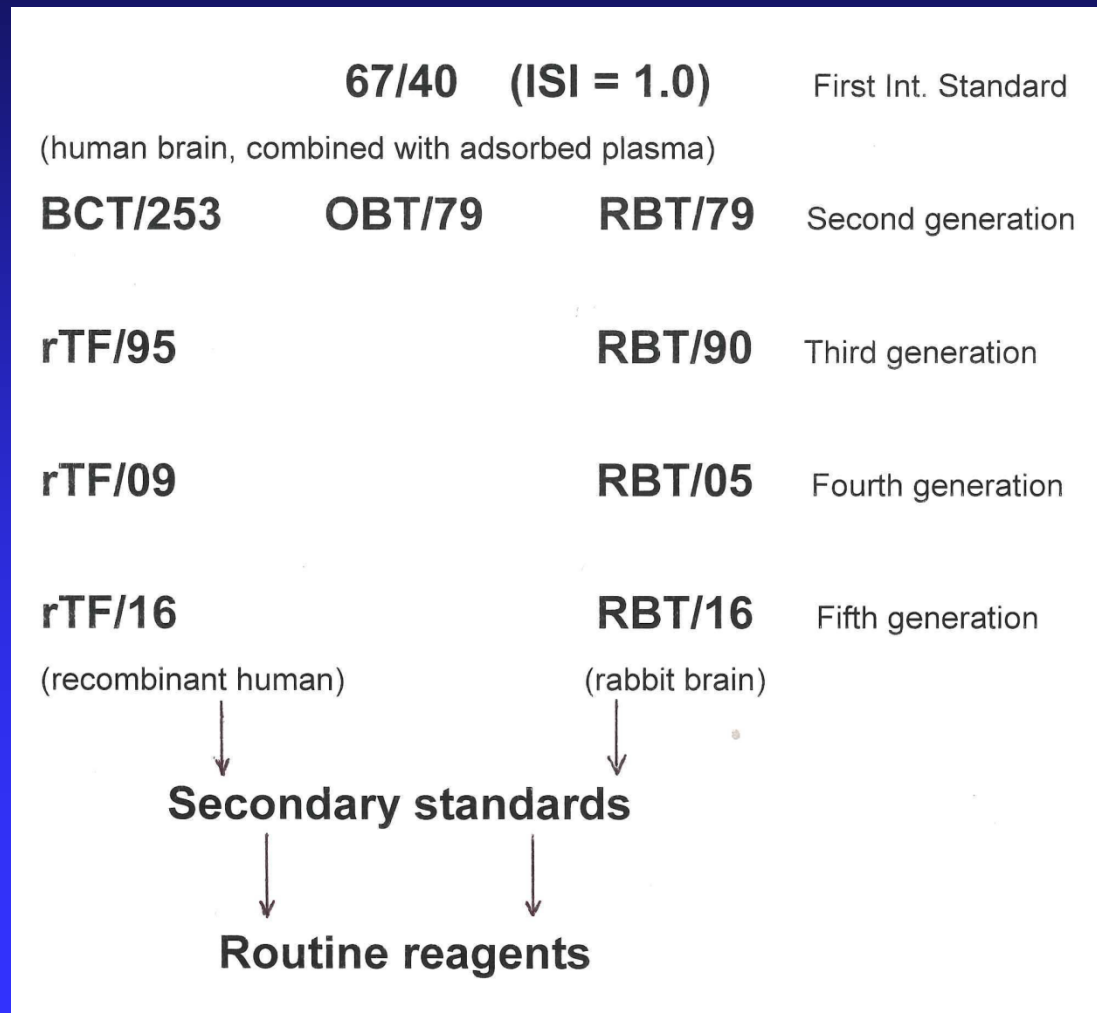 67/40 (ISI = 1.0) First Int. Standard
(human brain, combined with adsorbed plasma)
BCT/253 OBT/79 RBT/79 Second generation
rTF/95 RBT/90 Third generation
rTF/09 RBT/05 Fourth generation
rTF/16 RBT/16 Fifth generation
(recombinant human) (rabbit brain)
Secondary standards
Routine reagents